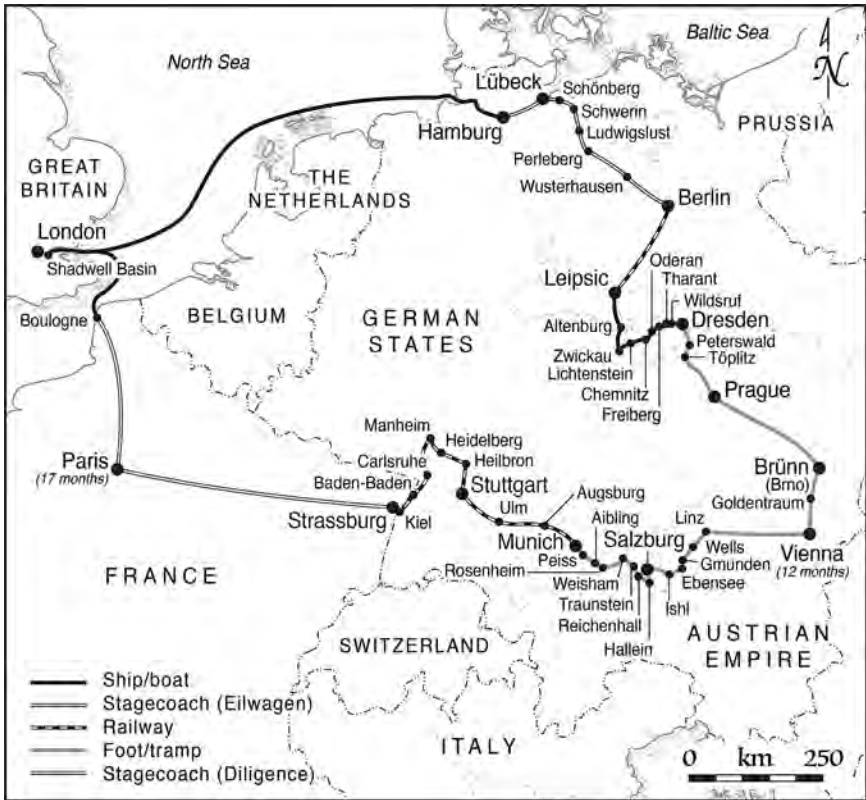 Baltic Sea
North Sea
N
Lübeck
Schönberg
Schwerin
Hamburg
Ludwigslust
PRUSSIA
GREAT
BRITAIN
THE
NETHERLANDS
Perleberg
Wusterhausen
Berlin
London
Shadwell Basin
Oderan
Tharant
Leipsic
Wildsruf
BELGIUM
GERMAN
STATES
Boulogne
Altenburg
Dresden
Peterswald
Töplitz
Zwickau
Lichtenstein
Chemnitz
Freiberg
Prague
Manheim
Heidelberg
Carlsruhe
Heilbron
Paris
(17 months)
Baden-Baden
Stuttgart
Brünn
(Brno)
Goldentraum
Augsburg
Strassburg
Kiel
Ulm
Aibling
Linz
Munich
Salzburg
Wells
Vienna
(12 months)
Peiss
Gmunden
Rosenheim
Ebensee
FRANCE
Weisham
Traunstein
Ishl
Reichenhall
Hallein
SWITZERLAND
AUSTRIAN
EMPIRE
Ship/boat
Stagecoach (Eilwagen)
Railway
Foot/tramp
Stagecoach (Diligence)
ITALY
0 km 250